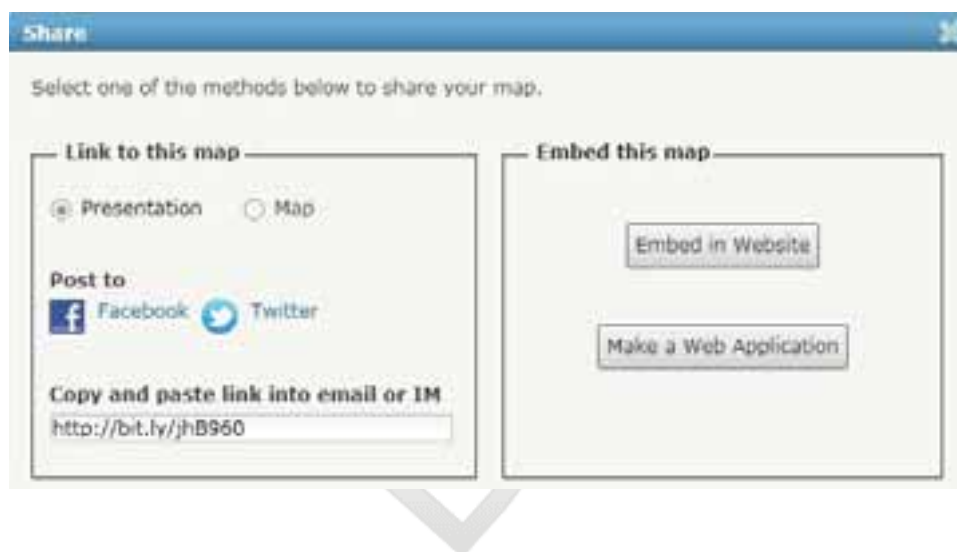 Share
Select one of the methods below to share your map.
Link to this map
Presentation Map
Post to
Facebook Twitter
Copy and paste link into email or IM
http://bit.ly/jhB960
Embed this map
Embed in Website
Make a Web Application